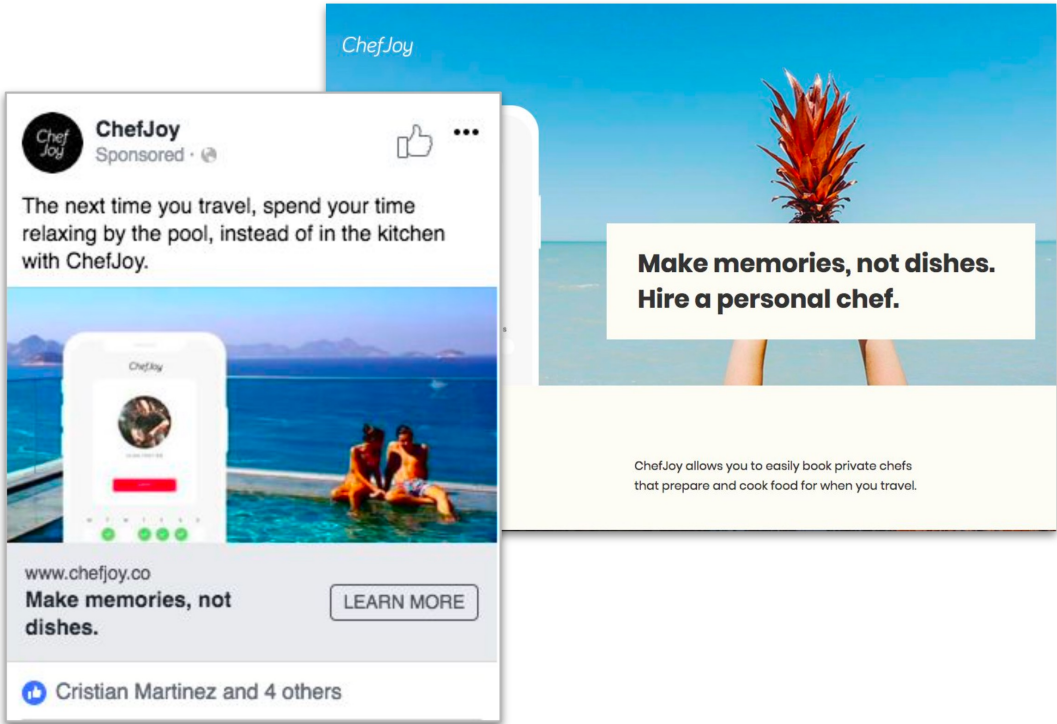 ChefJoy
Make memories, not dishes.
Hire a personal chef.
ChefJoy allows you to easily book private chefs
that prepare and cook food for when you travel.
Chef
Joy
ChefJoy
Sponsored ·
The next time you travel, spend your time
relaxing by the pool, instead of in the kitchen
with ChefJoy.
ChefJoy
M T W T F S S
www.chefjoy.co
Make memories, not
dishes.
LEARN MORE
Cristian Martinez and 4 others